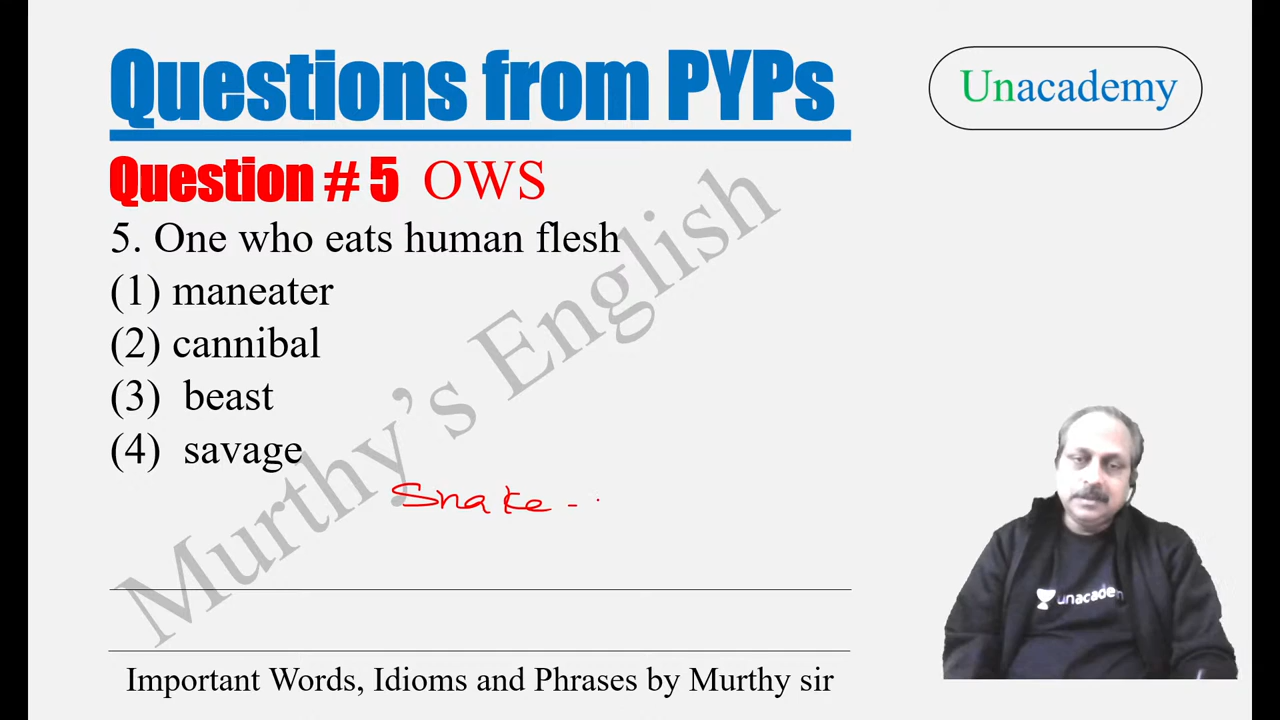 Questions from PYPs
Unacademy
Question # 5 OWS
5. One who eats human flesh
(1) maneater
(2) cannibal
(3) beast
(4) savage
Snake -
Murthy's English
unacademy
Important Words, Idioms and Phrases by Murthy sir